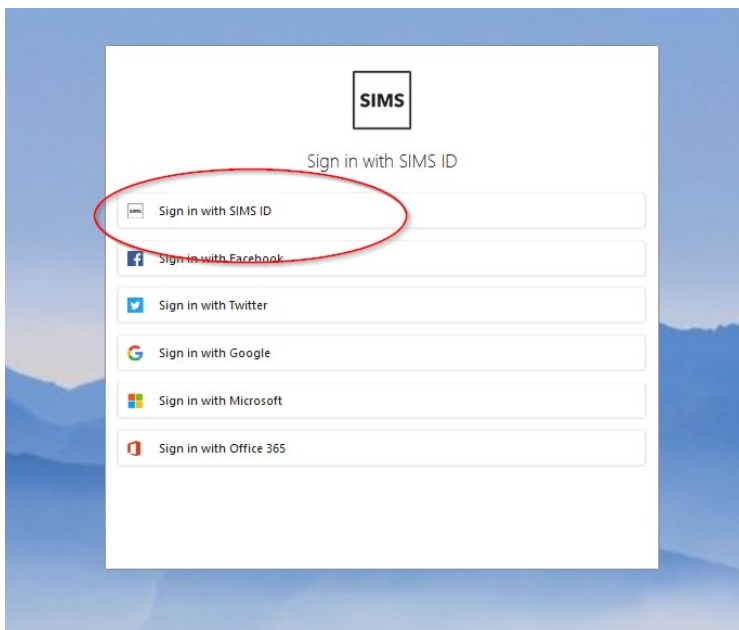 SIMS
Sign in with SIMS ID
SIMS Sign in with SIMS ID
Sign in with Facebook
Sign in with Twitter
Sign in with Google
Sign in with Microsoft
Sign in with Office 365